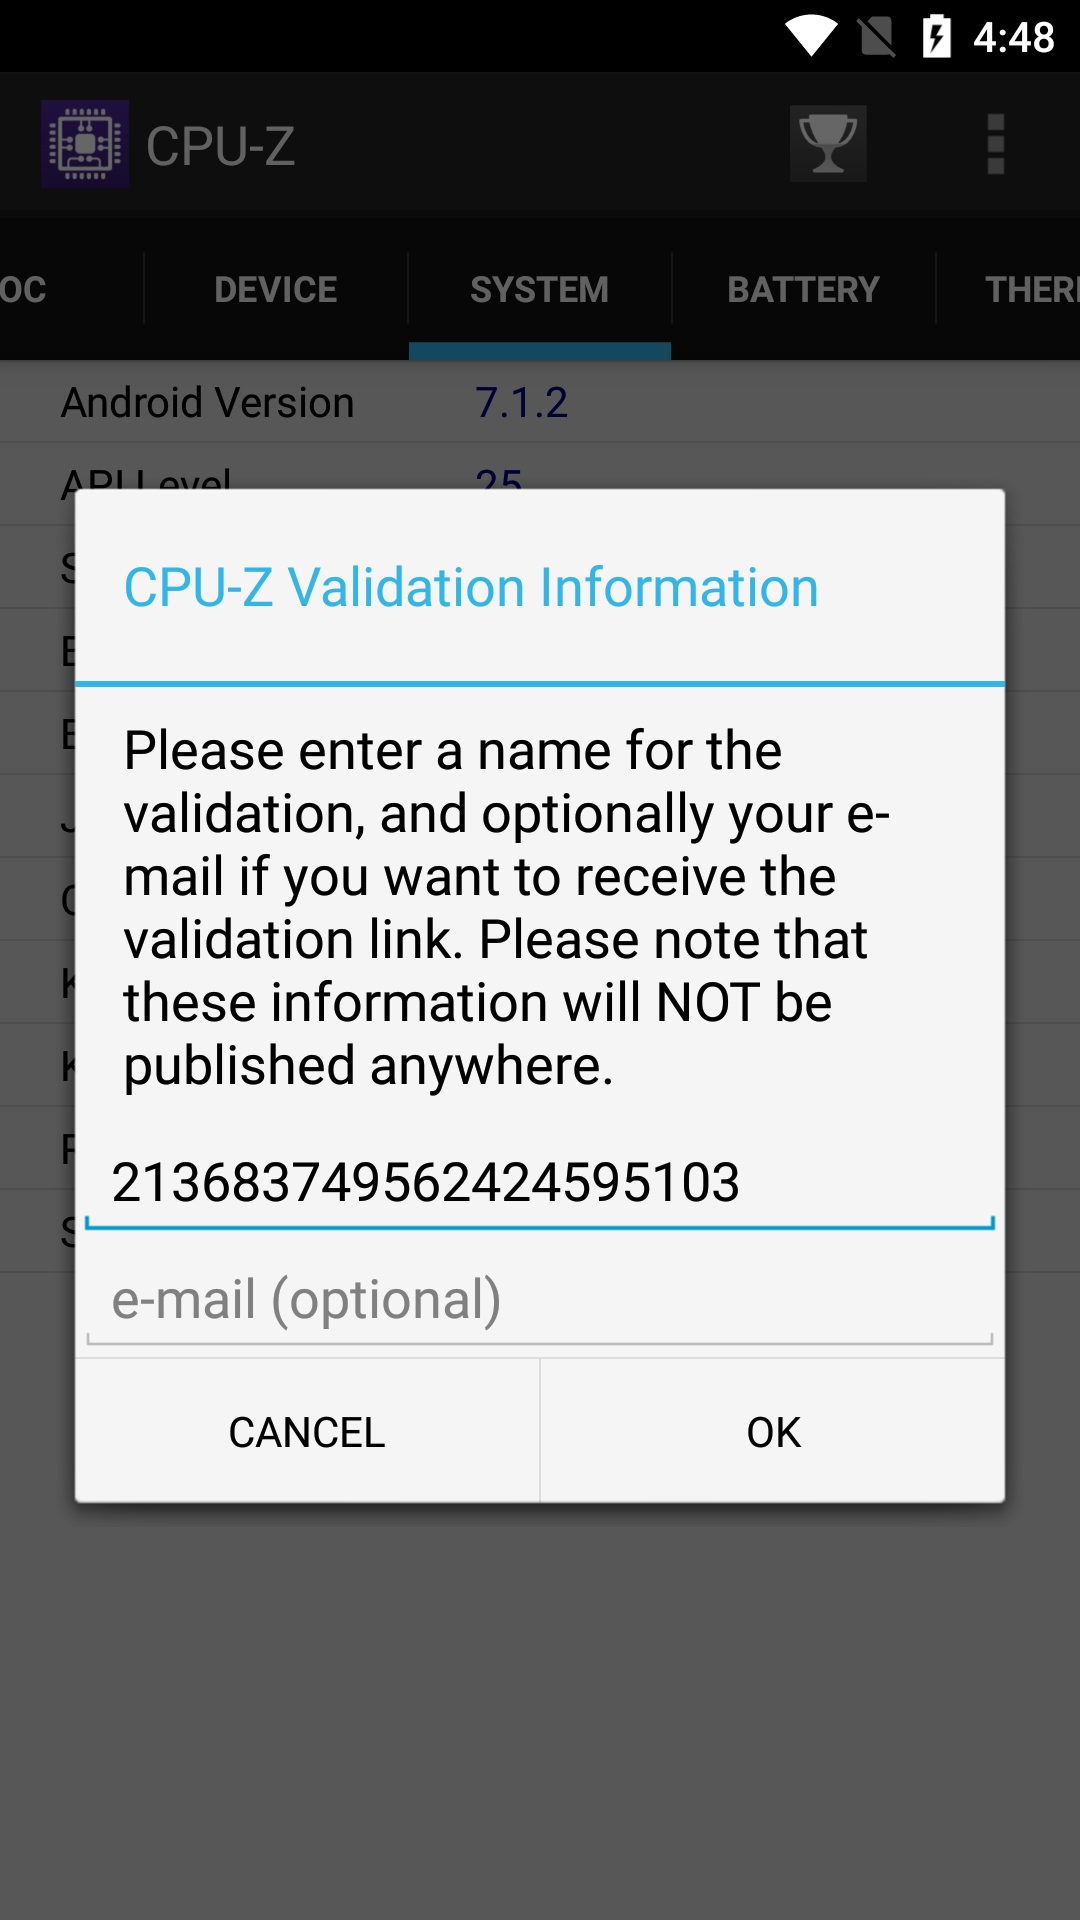 4:48
CPU-Z
OC DEVICE SYSTEM BATTERY THER
Android Version 7.1.2
API Level 25
CPU-Z Validation Information
Please enter a name for the
validation, and optionally your e-
mail if you want to receive the
validation link. Please note that
these information will NOT be
published anywhere.
213683749562424595103
e-mail (optional)
CANCEL OK